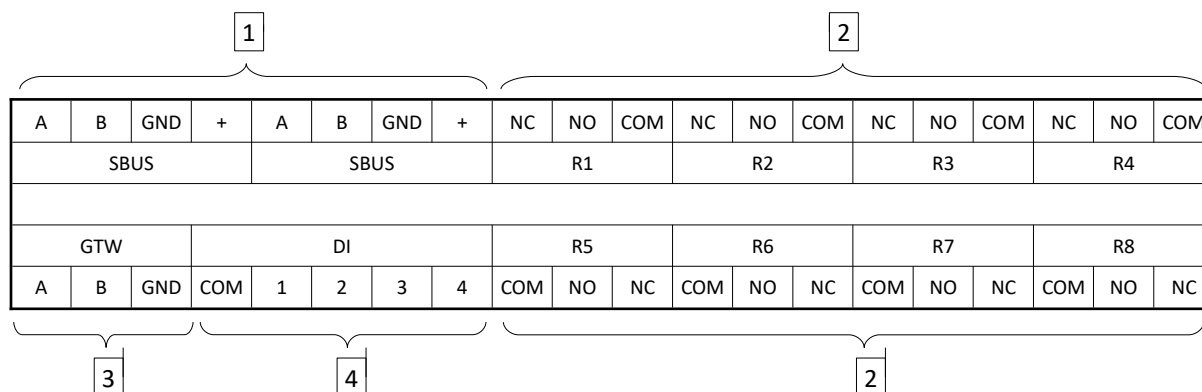 1 2
A B GND + A B GND + NC NO COM NC NO COM NC NO COM NC NO COM
SBUS SBUS R1 R2 R3 R4
GTW DI R5 R6 R7 R8
A B GND COM 1 2 3 4 COM NO NC COM NO NC COM NO NC COM NO NC
3 4 2